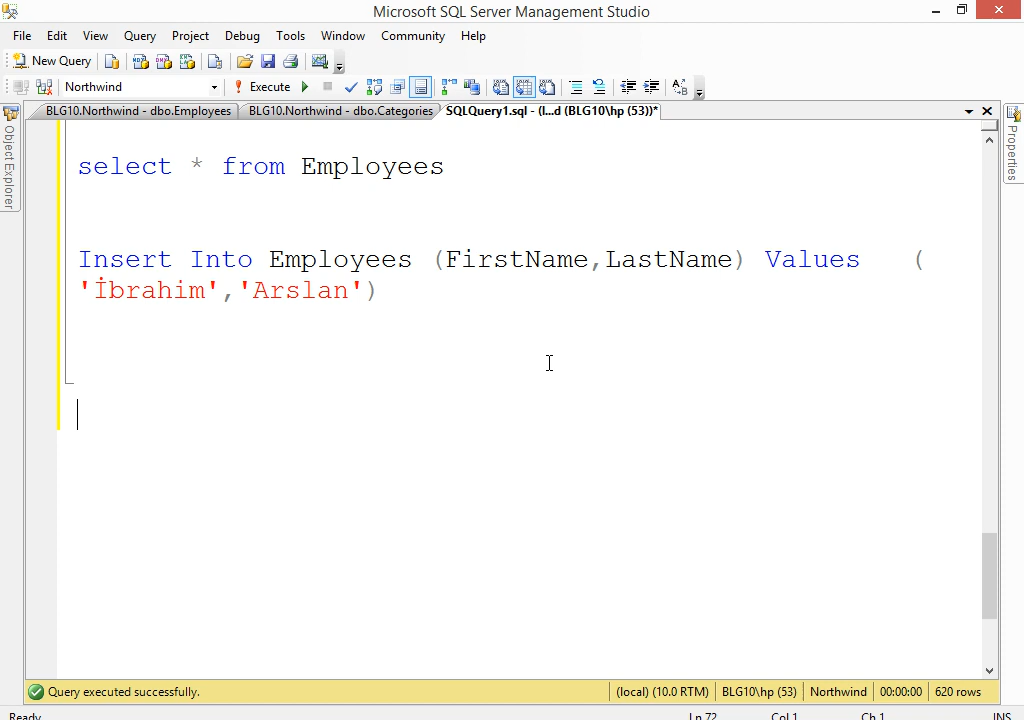 Microsoft SQL Server Management Studio
File Edit View Query Project Debug Tools Window Community Help
New Query
Northwind Execute
BLG10.Northwind - dbo.Employees BLG10.Northwind - dbo.Categories SQLQuery1.sql - (l...d (BLG10\hp (53))*
Object Explorer
Properties
select * from Employees
Insert Into Employees (FirstName,LastName) Values (
'İbrahim','Arslan')
Query executed successfully. (local) (10.0 RTM) BLG10\hp (53) Northwind 00:00:00 620 rows
Ready Ln 72 Col 1 Ch 1 INS